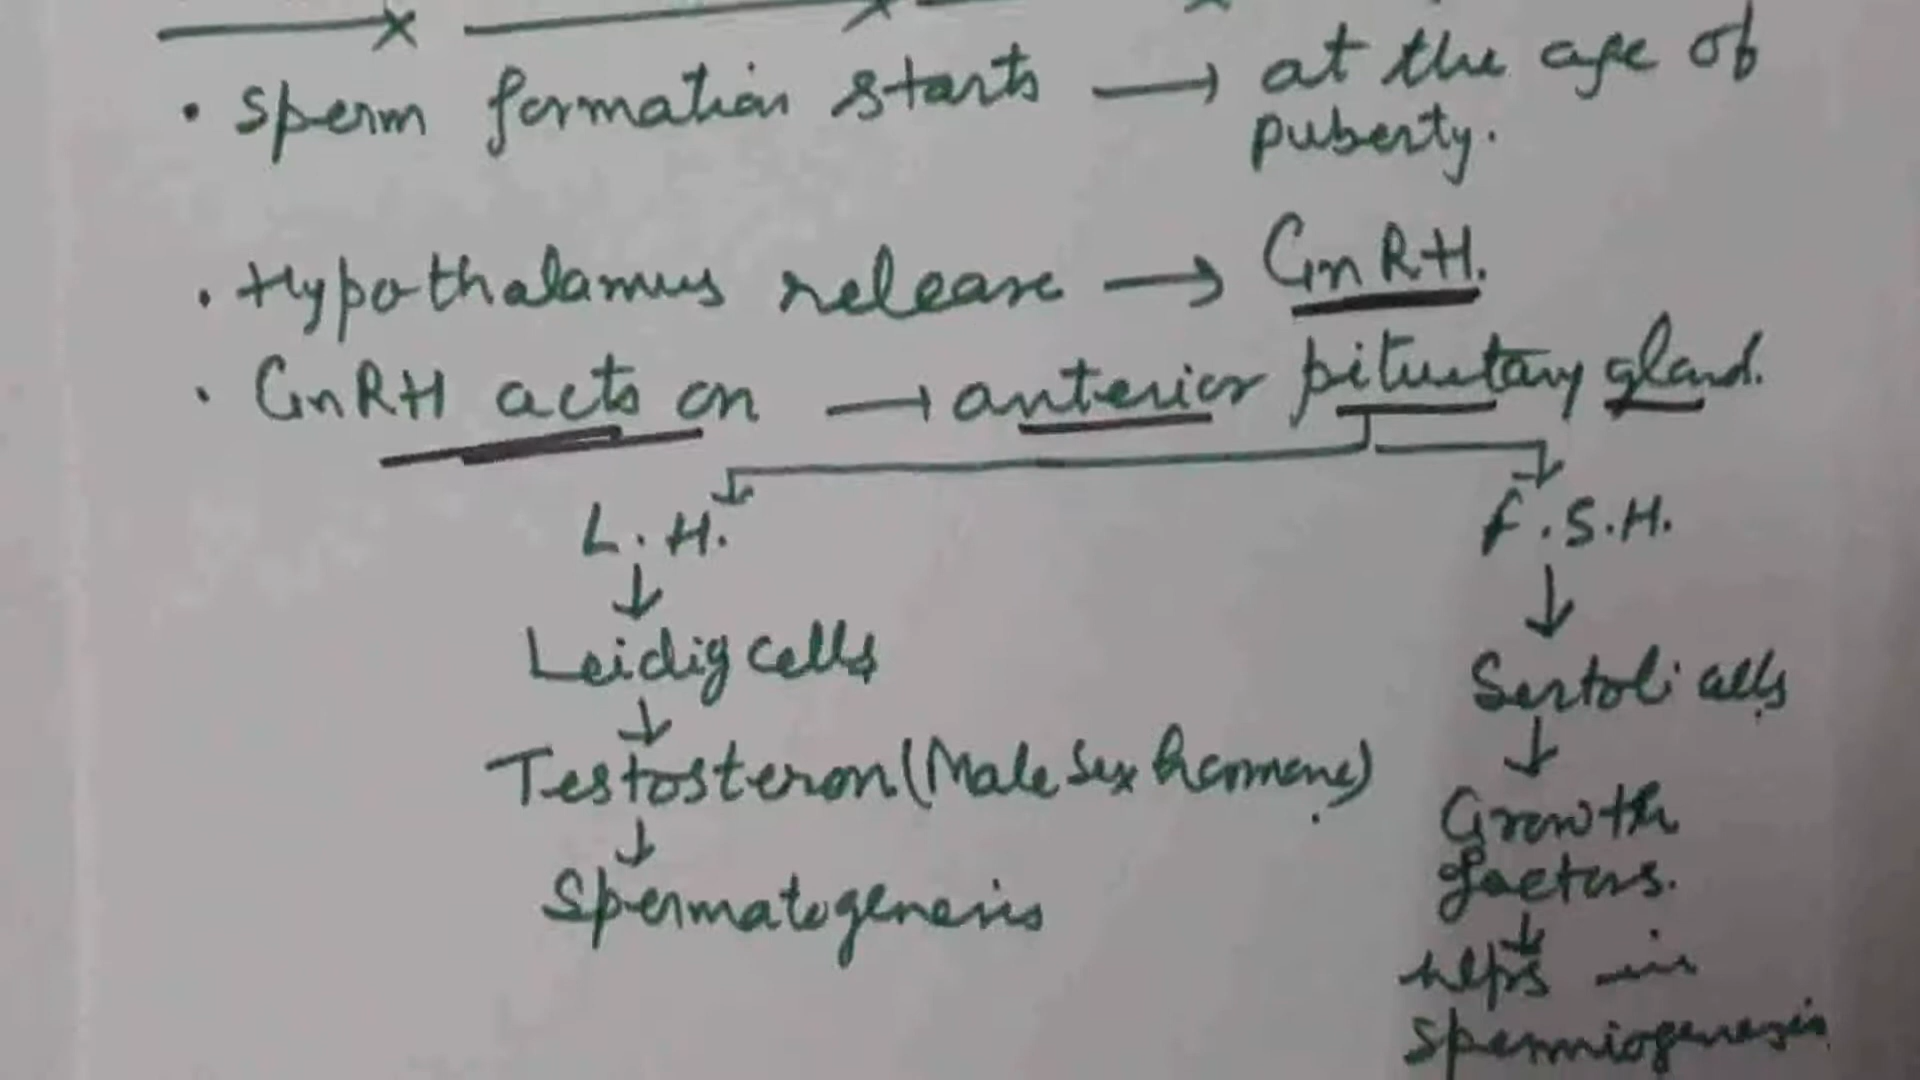 • Sperm formation starts → at the age of
puberty.
• Hypothalamus release → GnRH.
• GnRH acts on → anterior pituitary gland.
L.H.
F.S.H.
↓
↓
Leidig cells
Sertoli cells
↓
↓
Testosteron (Male Sex hormone)
Growth
factors.
↓
↓
Spermatogenesis
helps in
spermiogenesis